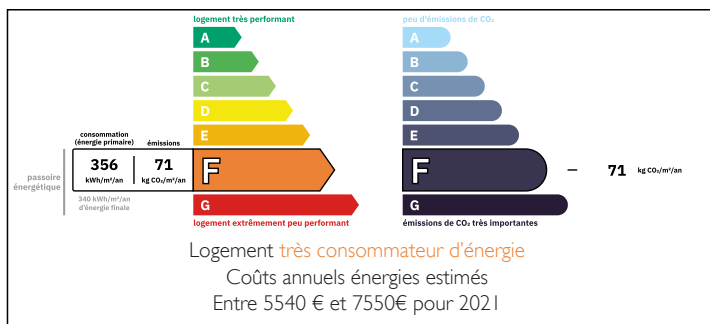 logement très performant
A
B
C
D
E
consommation
(énergie primaire)
émissions
356
kWh/m²/an
71
kg CO₂/m²/an
F
passoire
énergétique
340 kWh/m²/an
d'énergie finale
G
logement extrêmement peu performant
peu d'émissions de CO₂
A
B
C
D
E
F
71 kg CO₂/m²/an
G
émissions de CO₂ très importantes
Logement très consommateur d'énergie
Coûts annuels énergies estimés
Entre 5540 € et 7550€ pour 2021